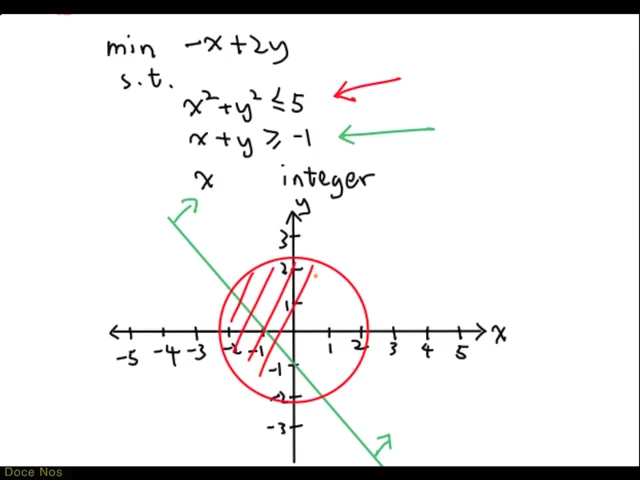 min -x+2y
s.t.
x²+y² ≤ 5
x+y ≥ -1
x integer
y
3
2
1
-5 -4 -3 -2 -1 1 2 3 4 5 x
-1
-2
-3
Doce Nos